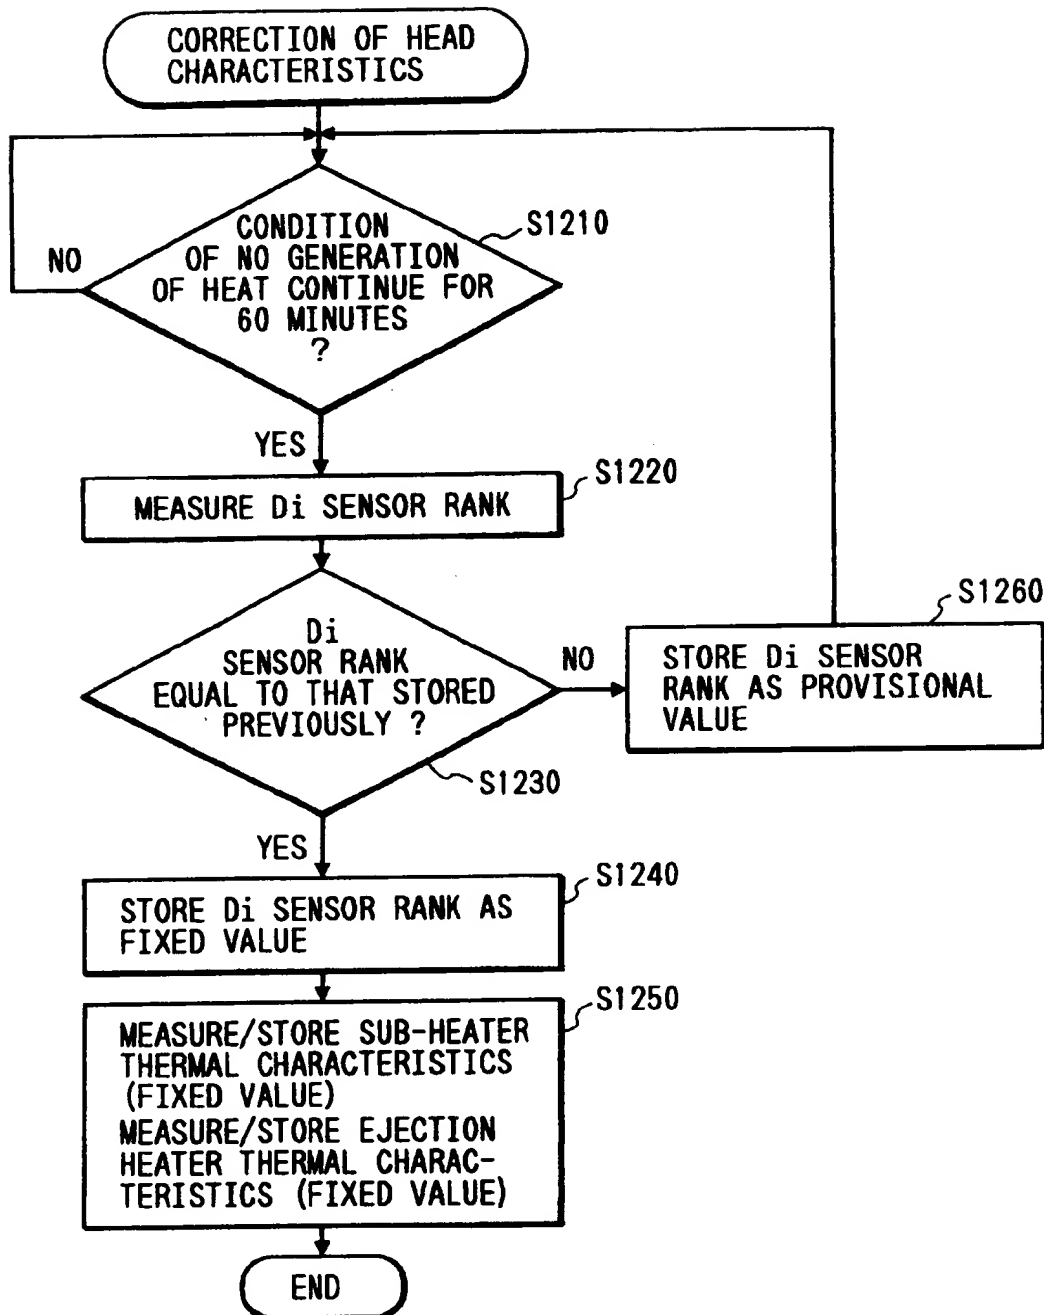 CORRECTION OF HEAD
CHARACTERISTICS
CONDITION
OF NO GENERATION
OF HEAT CONTINUE FOR
60 MINUTES
?
S1210
NO
YES
MEASURE Di SENSOR RANK
S1220
Di
SENSOR RANK
EQUAL TO THAT STORED
PREVIOUSLY ?
S1230
NO
STORE Di SENSOR
RANK AS PROVISIONAL
VALUE
S1260
YES
STORE Di SENSOR RANK AS
FIXED VALUE
S1240
MEASURE/STORE SUB-HEATER
THERMAL CHARACTERISTICS
(FIXED VALUE)
MEASURE/STORE EJECTION
HEATER THERMAL CHARAC-
TERISTICS (FIXED VALUE)
S1250
END